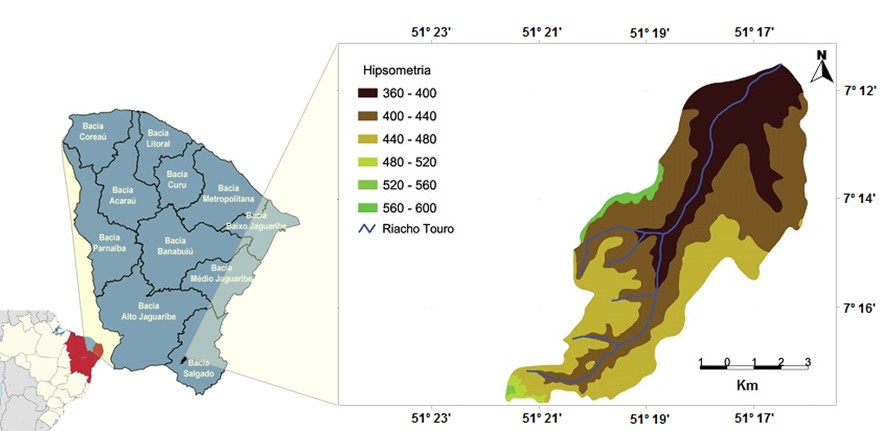 51° 23'
51° 21'
51° 19'
51° 17'
Hipsometria
360 - 400
400 - 440
440 - 480
480 - 520
520 - 560
560 - 600
Riacho Touro
N
7° 12'
7° 14'
7° 16'
1 0 1 2 3
Km
51° 23'
51° 21'
51° 19'
51° 17'
Bacia
Coreaú
Bacia
Litoral
Bacia
Acaraú
Bacia
Curu
Bacia
Metropolitana
Bacia
Baixo Jaguaribe
Bacia
Parnaíba
Bacia
Banabuiú
Bacia
Médio Jaguaribe
Bacia
Alto Jaguaribe
Bacia
Salgado